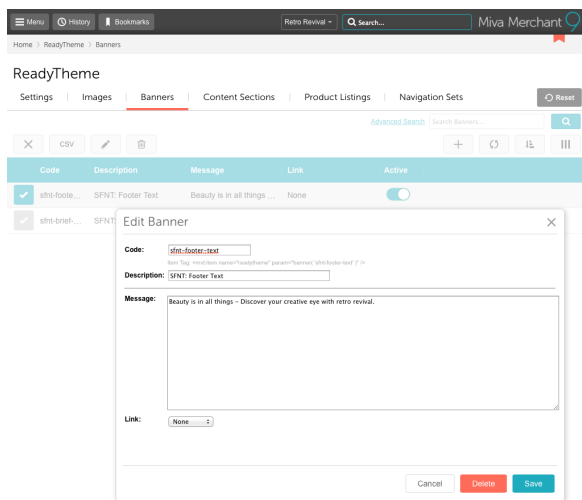 Menu History Bookmarks Retro Revival Search... Miva Merchant 9
Home > ReadyTheme > Banners
ReadyTheme
Settings | Images | Banners | Content Sections | Product Listings | Navigation Sets Reset
Advanced Search Search Banners...
CSV
Code Description Message Link Active
sfnt-foote... SFNT: Footer Text Beauty is in all things ... None
sfnt-brief-... SFNT:
Edit Banner
Code: sfnt-footer-text
Item Tag: <mvt:item name="readytheme" param="banner( 'sfnt-footer-text' )" />
Description: SFNT: Footer Text
Message: Beauty is in all things – Discover your creative eye with retro revival.
Link: None
Cancel Delete Save